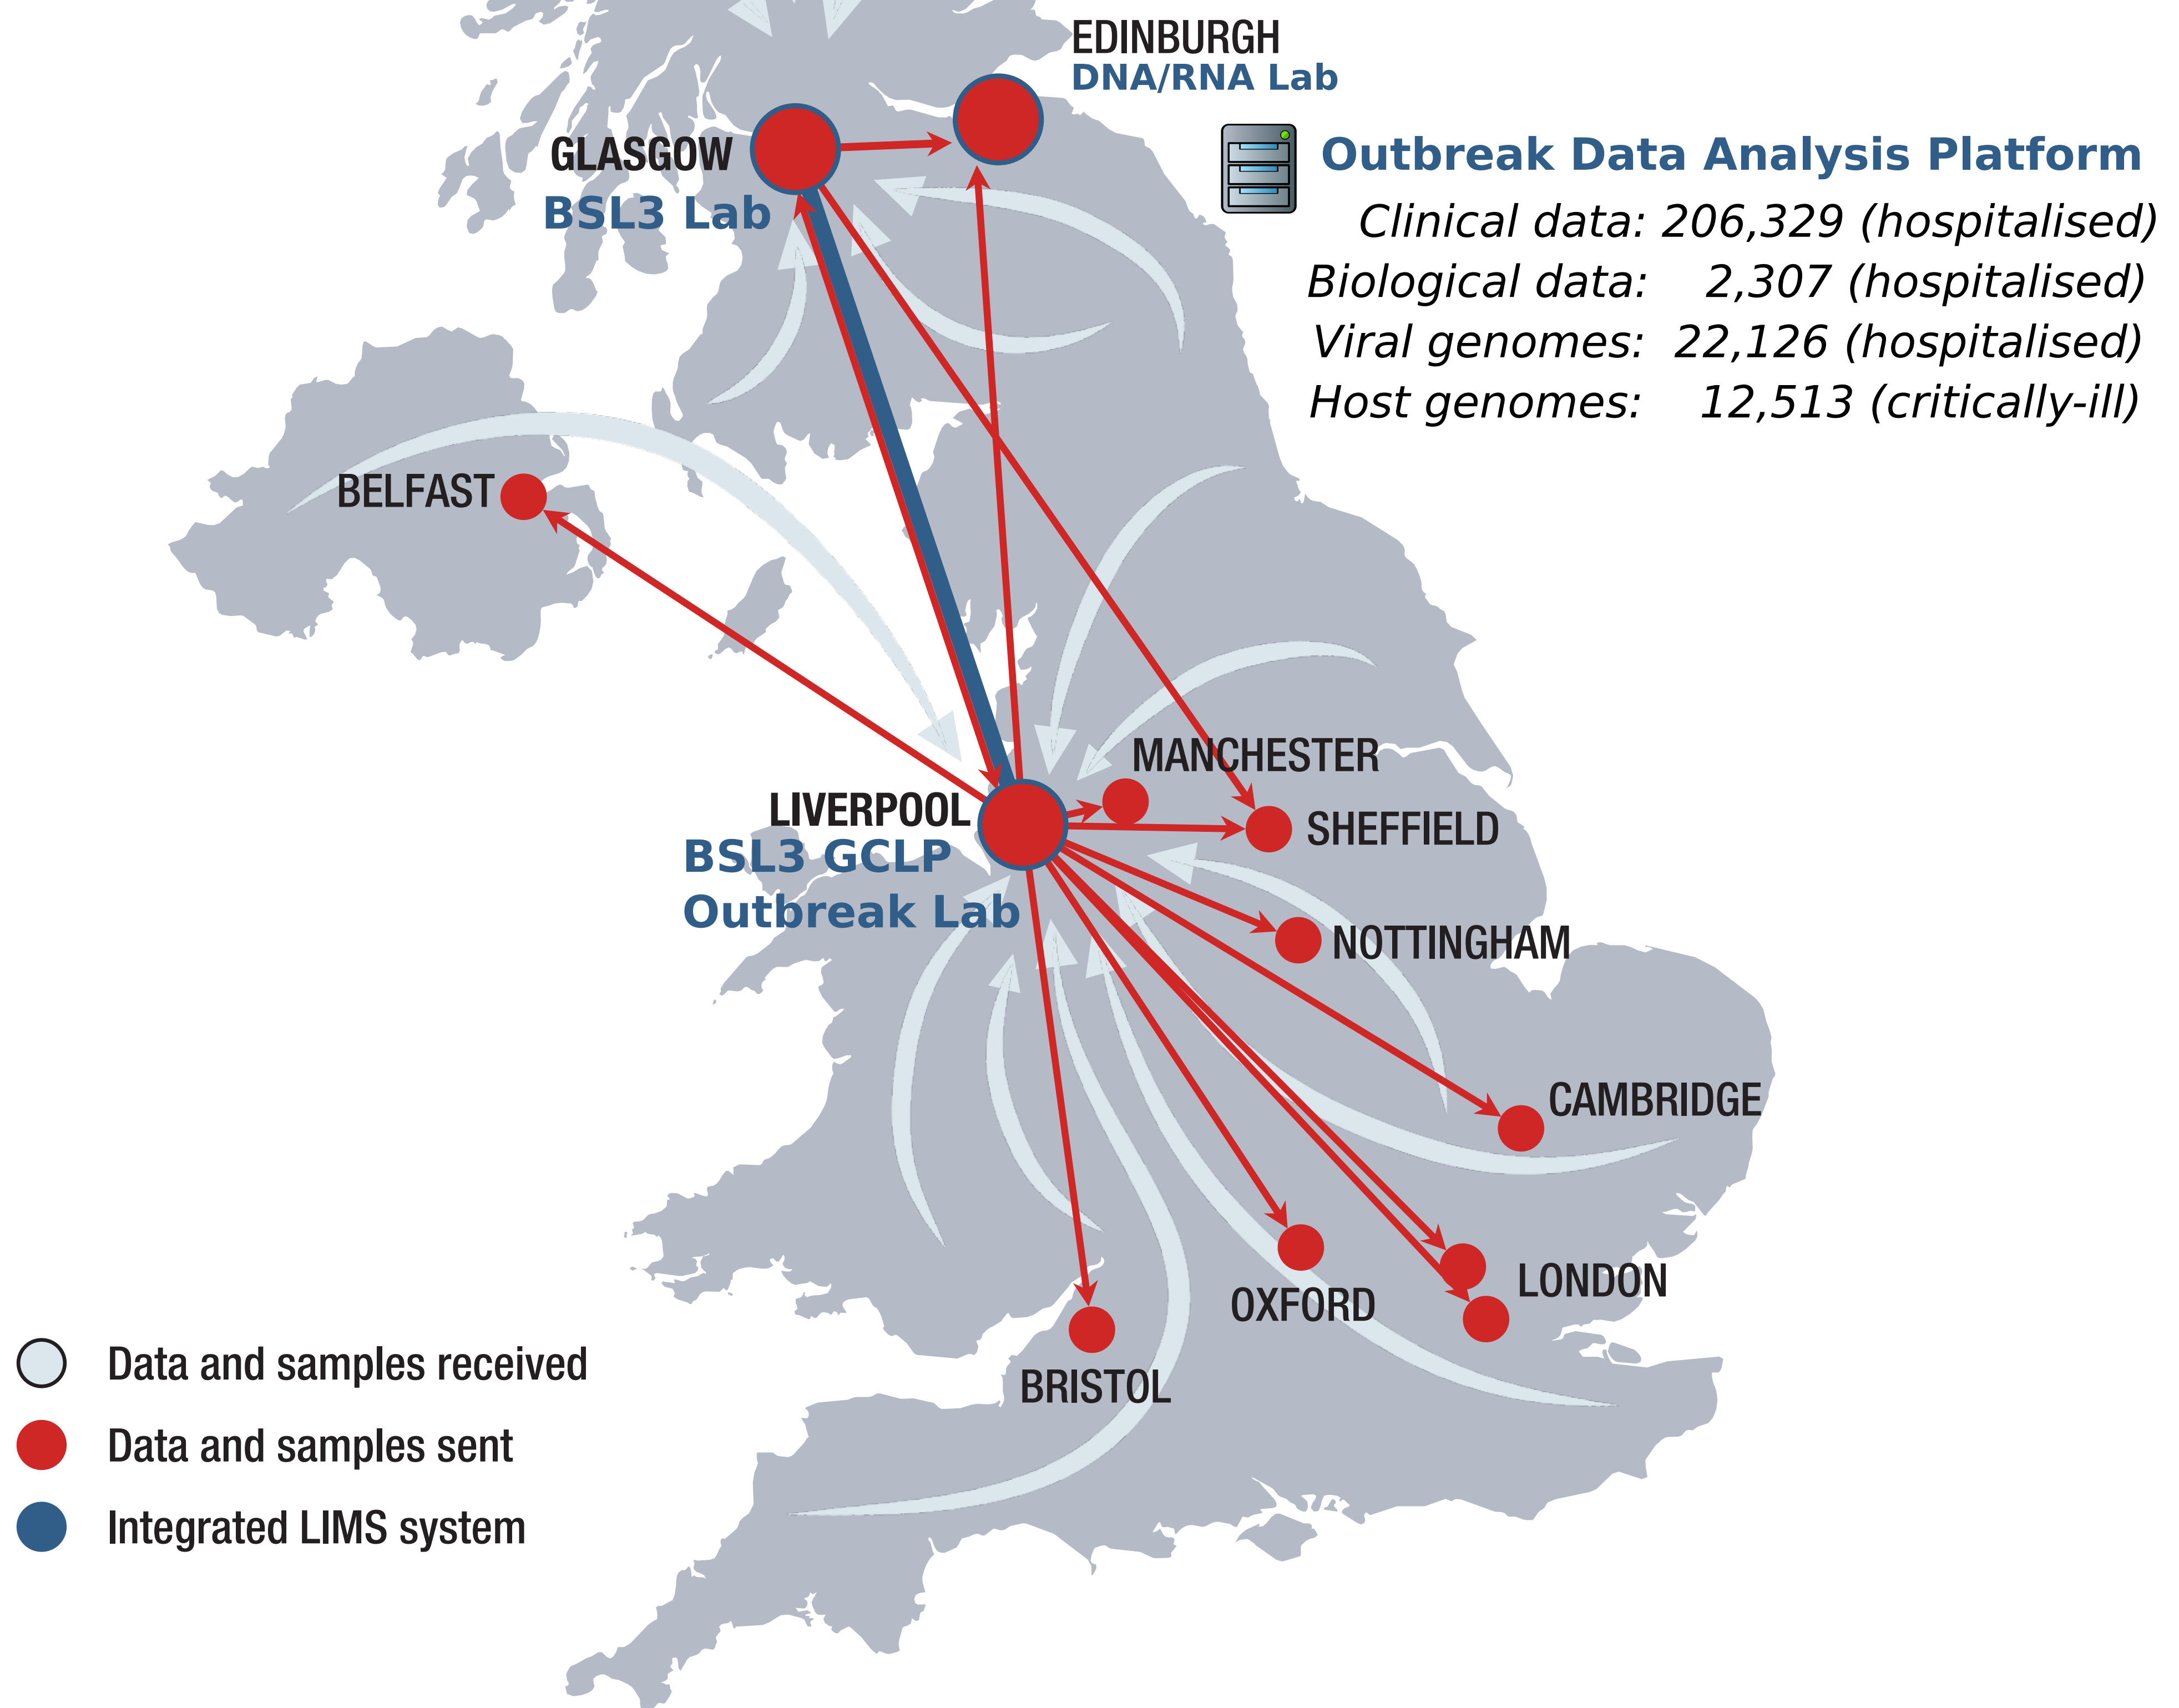 EDINBURGH
DNA/RNA Lab
GLASGOW
BSL3 Lab
Outbreak Data Analysis Platform
Clinical data: 206,329 (hospitalised)
Biological data: 2,307 (hospitalised)
Viral genomes: 22,126 (hospitalised)
Host genomes: 12,513 (critically-ill)
BELFAST
MANCHESTER
LIVERPOOL
BSL3 GCLP
Outbreak Lab
SHEFFIELD
NOTTINGHAM
CAMBRIDGE
LONDON
OXFORD
BRISTOL
Data and samples received
Data and samples sent
Integrated LIMS system